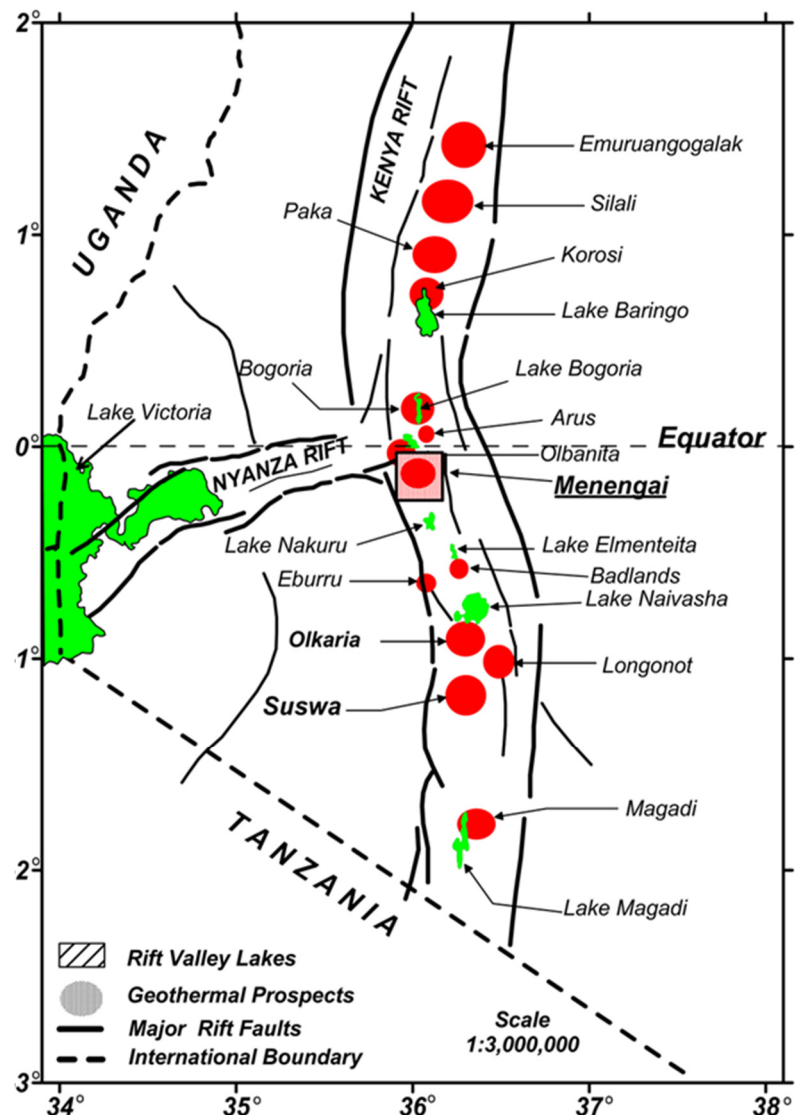 2°
UGANDA
KENYA RIFT
Emuruangogalak
Silali
Paka
1°
Korosi
Lake Baringo
Bogoria
Lake Bogoria
Lake Victoria
Arus
0°
Equator
Olbanita
NYANZA RIFT
Menengai
Lake Nakuru
Lake Elmenteita
Eburru
Badlands
Lake Naivasha
Olkaria
1°
Longonot
Suswa
Magadi
TANZANIA
2°
Lake Magadi
Rift Valley Lakes
Geothermal Prospects
Major Rift Faults
International Boundary
Scale
1:3,000,000
3°
34° 35° 36° 37° 38°